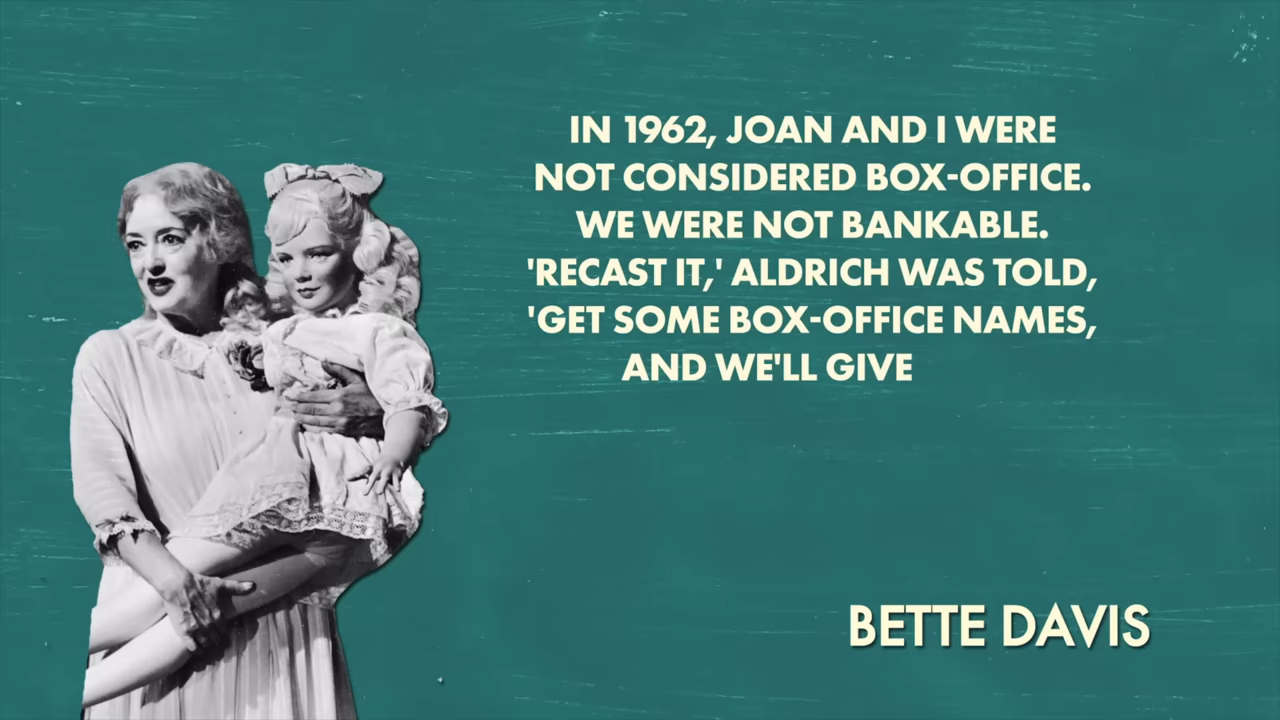 IN 1962, JOAN AND I WERE
NOT CONSIDERED BOX-OFFICE.
WE WERE NOT BANKABLE.
'RECAST IT,' ALDRICH WAS TOLD,
'GET SOME BOX-OFFICE NAMES,
AND WE'LL GIVE
BETTE DAVIS